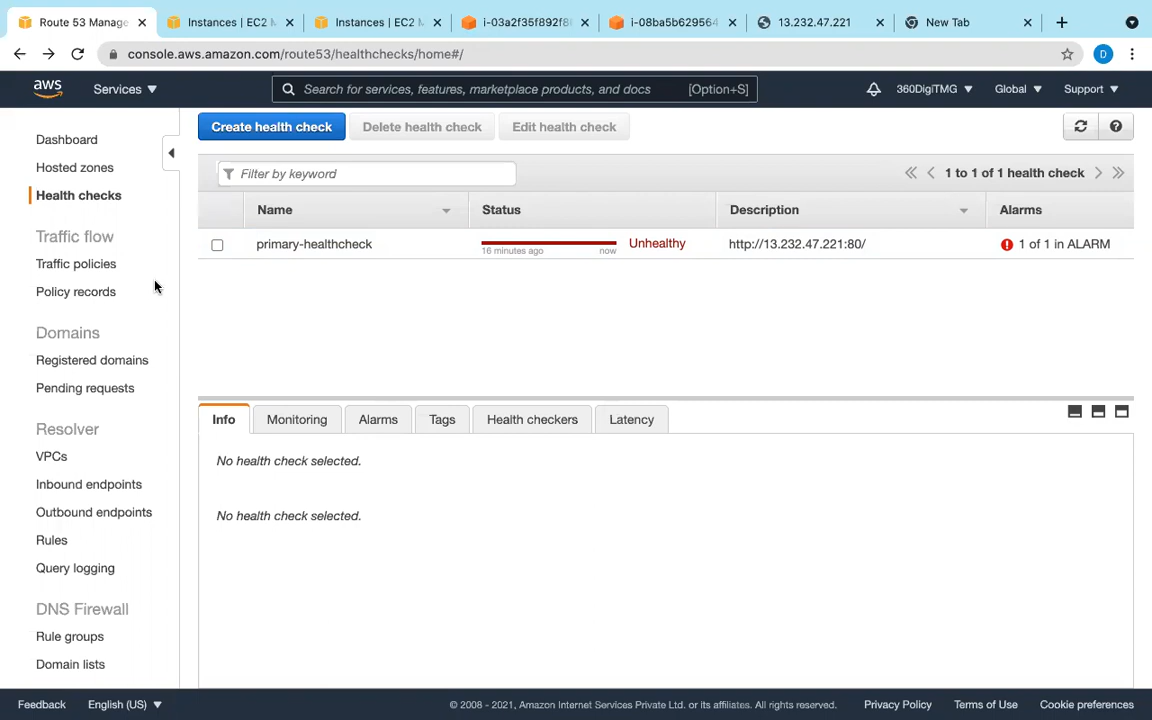 Route 53 Manage
Instances | EC2 M
Instances | EC2 M
i-03a2f35f892f8
i-08ba5b629564
13.232.47.221
New Tab
console.aws.amazon.com/route53/healthchecks/home#/
D
aws
Services
Search for services, features, marketplace products, and docs
[Option+S]
360DigiTMG
Global
Support
Dashboard
Hosted zones
Health checks
Traffic flow
Traffic policies
Policy records
Domains
Registered domains
Pending requests
Resolver
VPCs
Inbound endpoints
Outbound endpoints
Rules
Query logging
DNS Firewall
Rule groups
Domain lists
Create health check
Delete health check
Edit health check
Filter by keyword
1 to 1 of 1 health check
Name
Status
Description
Alarms
primary-healthcheck
16 minutes ago
now
Unhealthy
http://13.232.47.221:80/
1 of 1 in ALARM
Info
Monitoring
Alarms
Tags
Health checkers
Latency
No health check selected.
No health check selected.
Feedback
English (US)
© 2008 - 2021, Amazon Internet Services Private Ltd. or its affiliates. All rights reserved.
Privacy Policy
Terms of Use
Cookie preferences